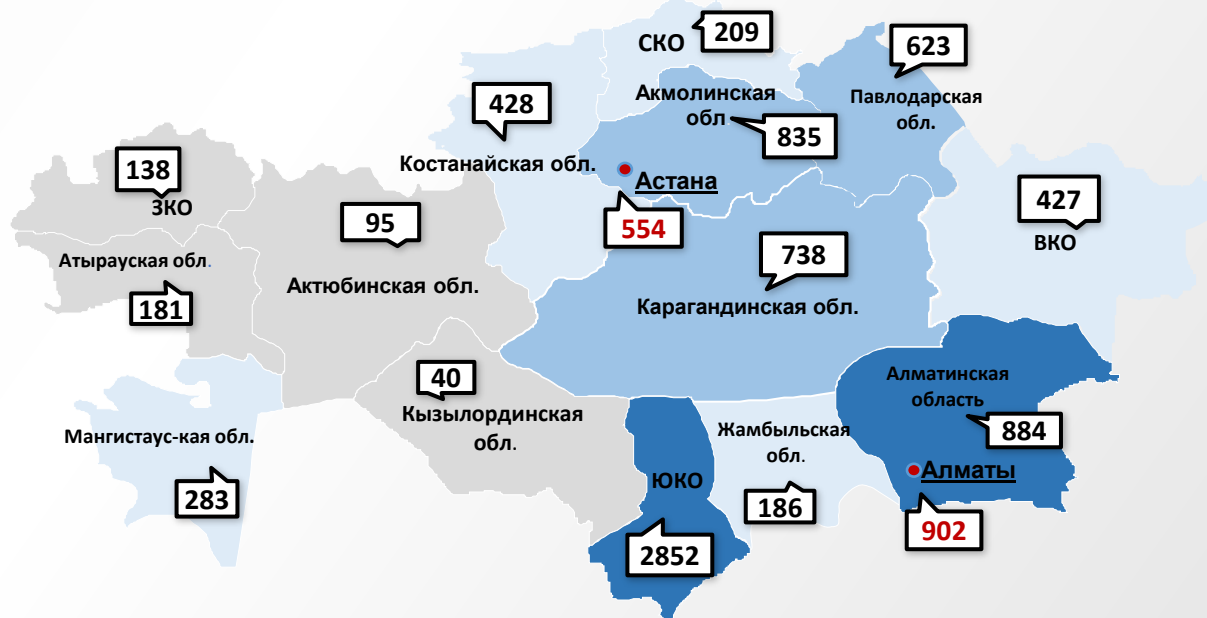 СКО
209
623
428
Акмолинская
обл
835
Павлодарская
обл.
138
ЗКО
Костанайская обл.
Астана
554
427
ВКО
95
Атырауская обл.
181
Актюбинская обл.
738
Карагандинская обл.
40
Кызылординская
обл.
Алматинская
область
884
Мангистаус-кая обл.
283
Жамбыльская
обл.
186
ЮКО
2852
Алматы
902